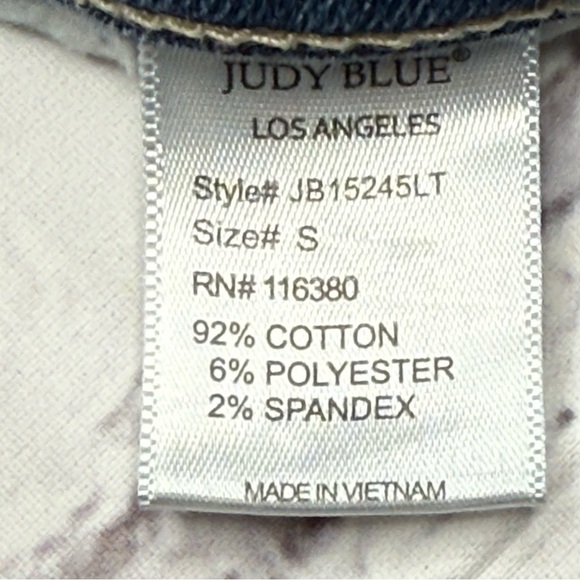 JUDY BLUE®
LOS ANGELES
Style# JB15245LT
Size# S
RN# 116380
92% COTTON
6% POLYESTER
2% SPANDEX
MADE IN VIETNAM